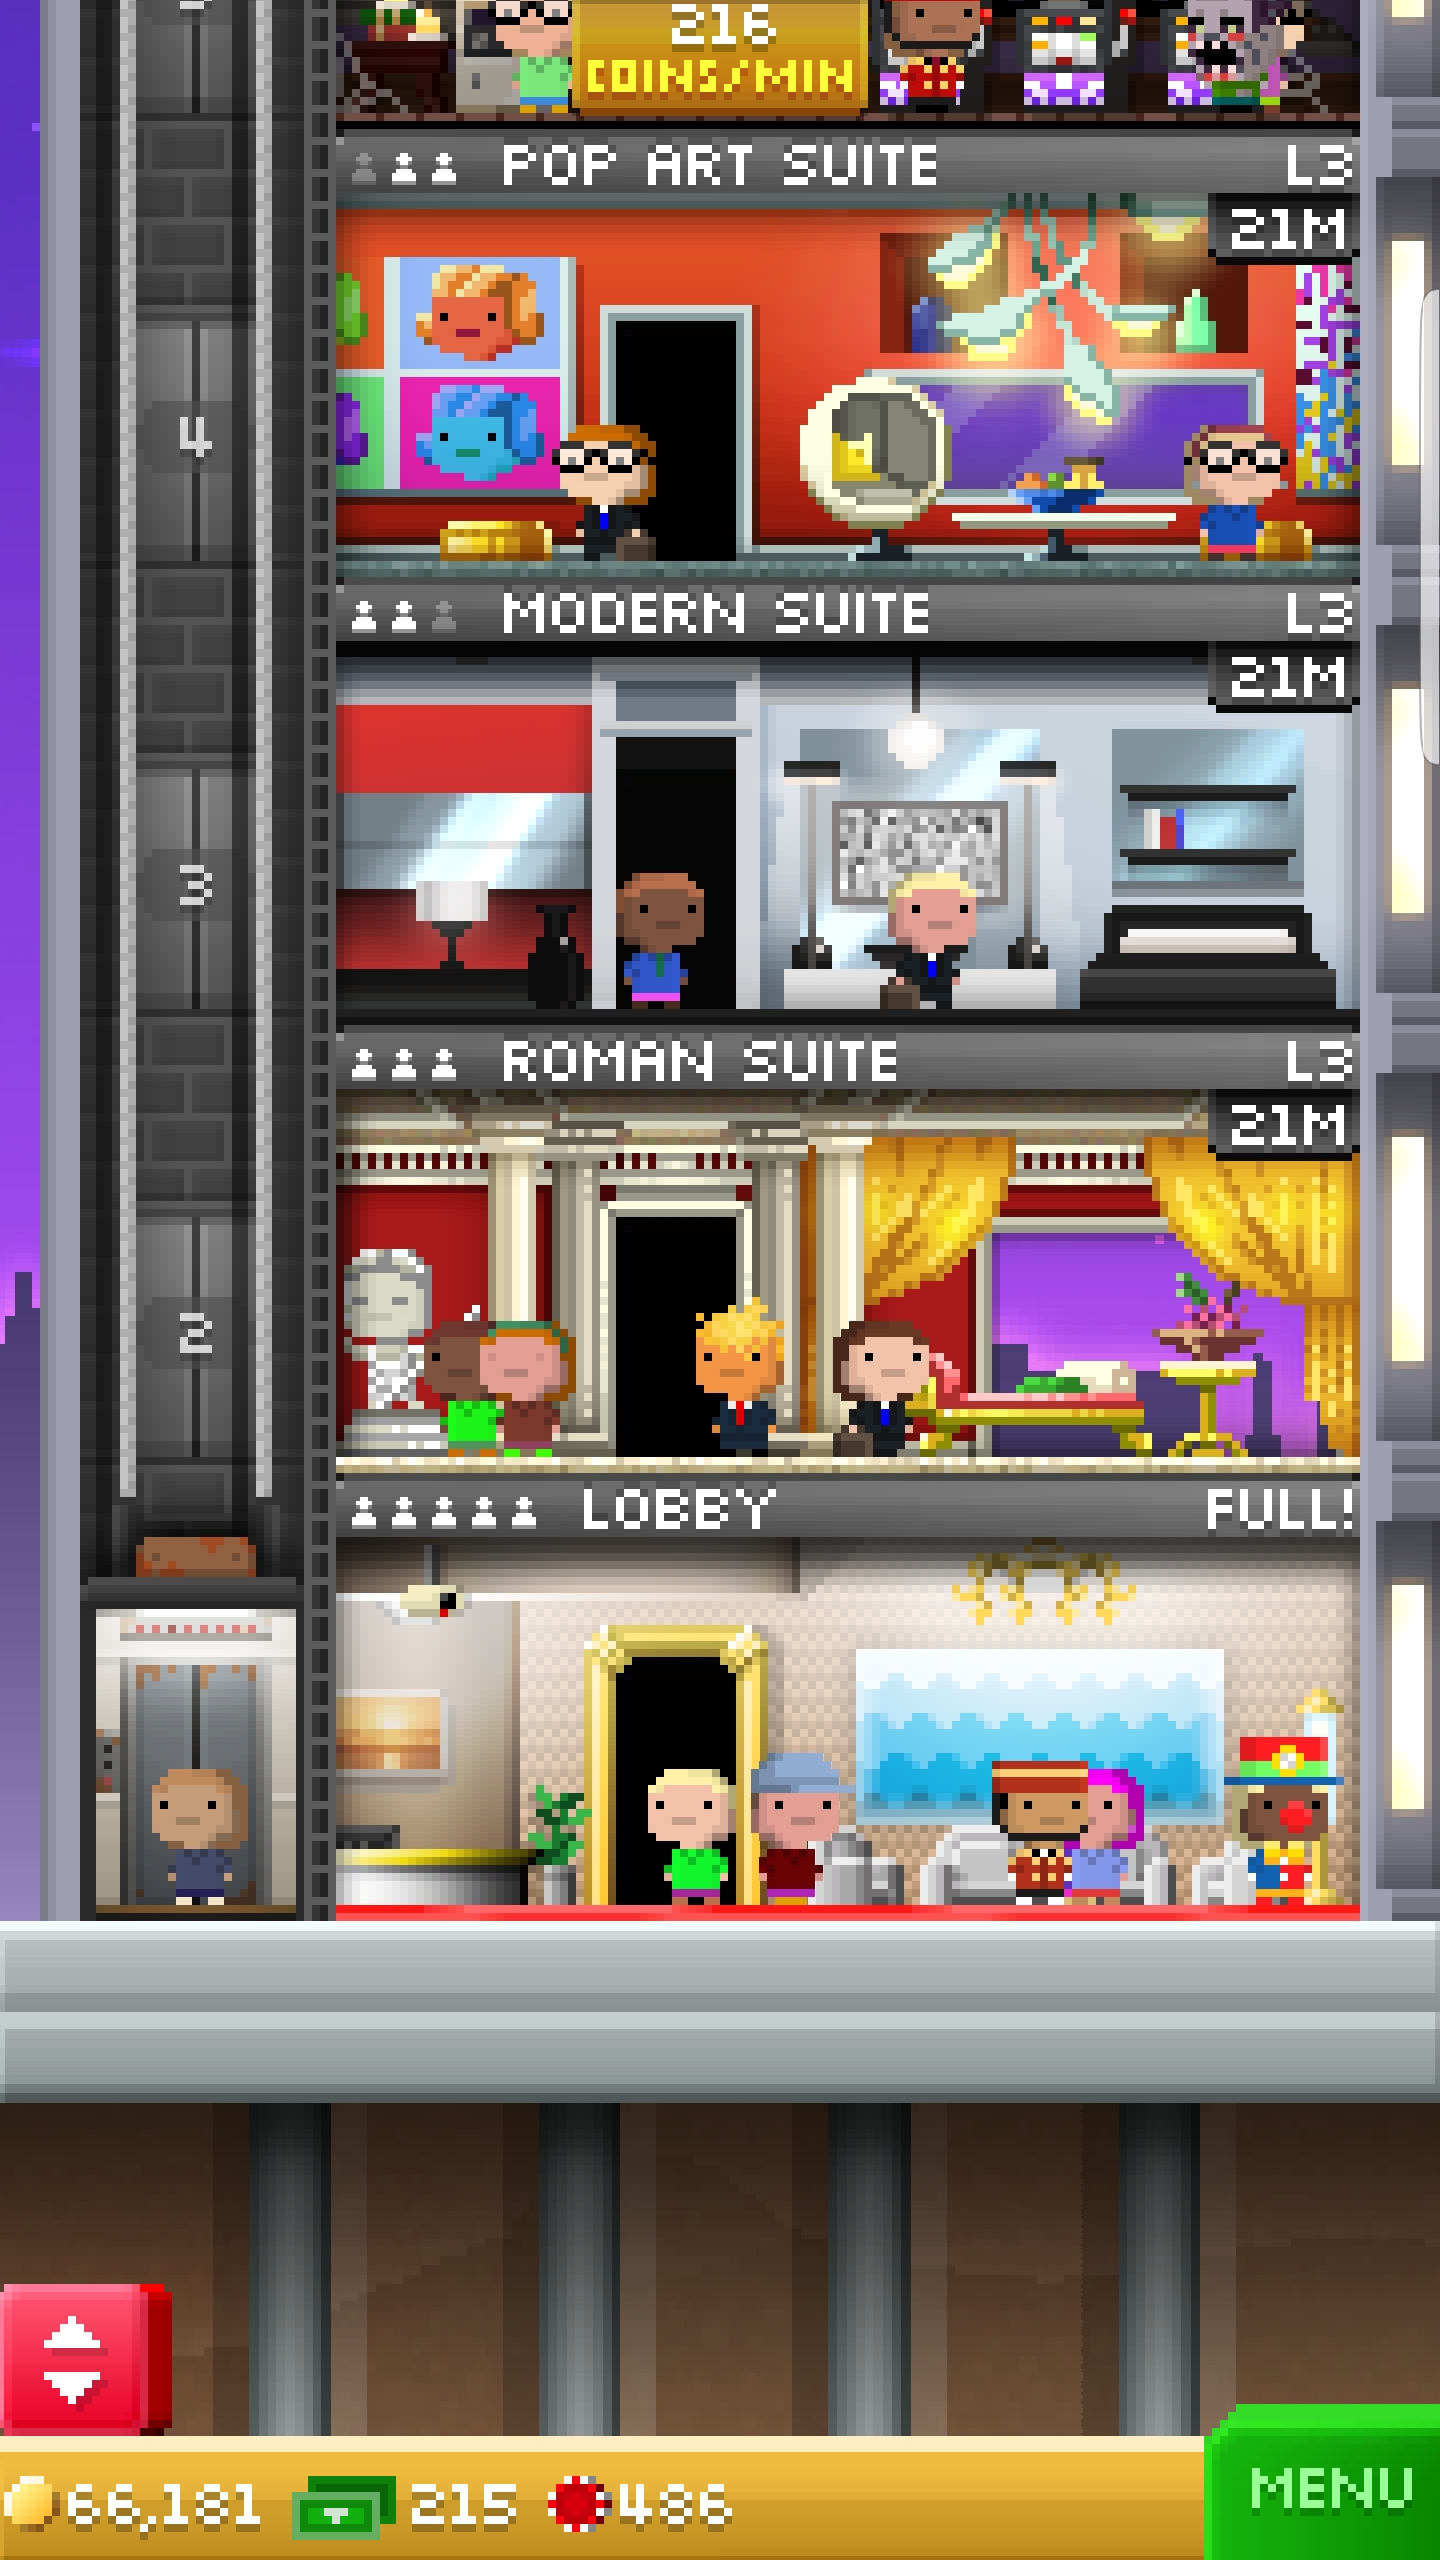 216
COINS/MIN
POP ART SUITE L3
21M
4
MODERN SUITE L3
21M
3
ROMAN SUITE L3
21M
2
LOBBY FULL!
66,181 215 486
MENU